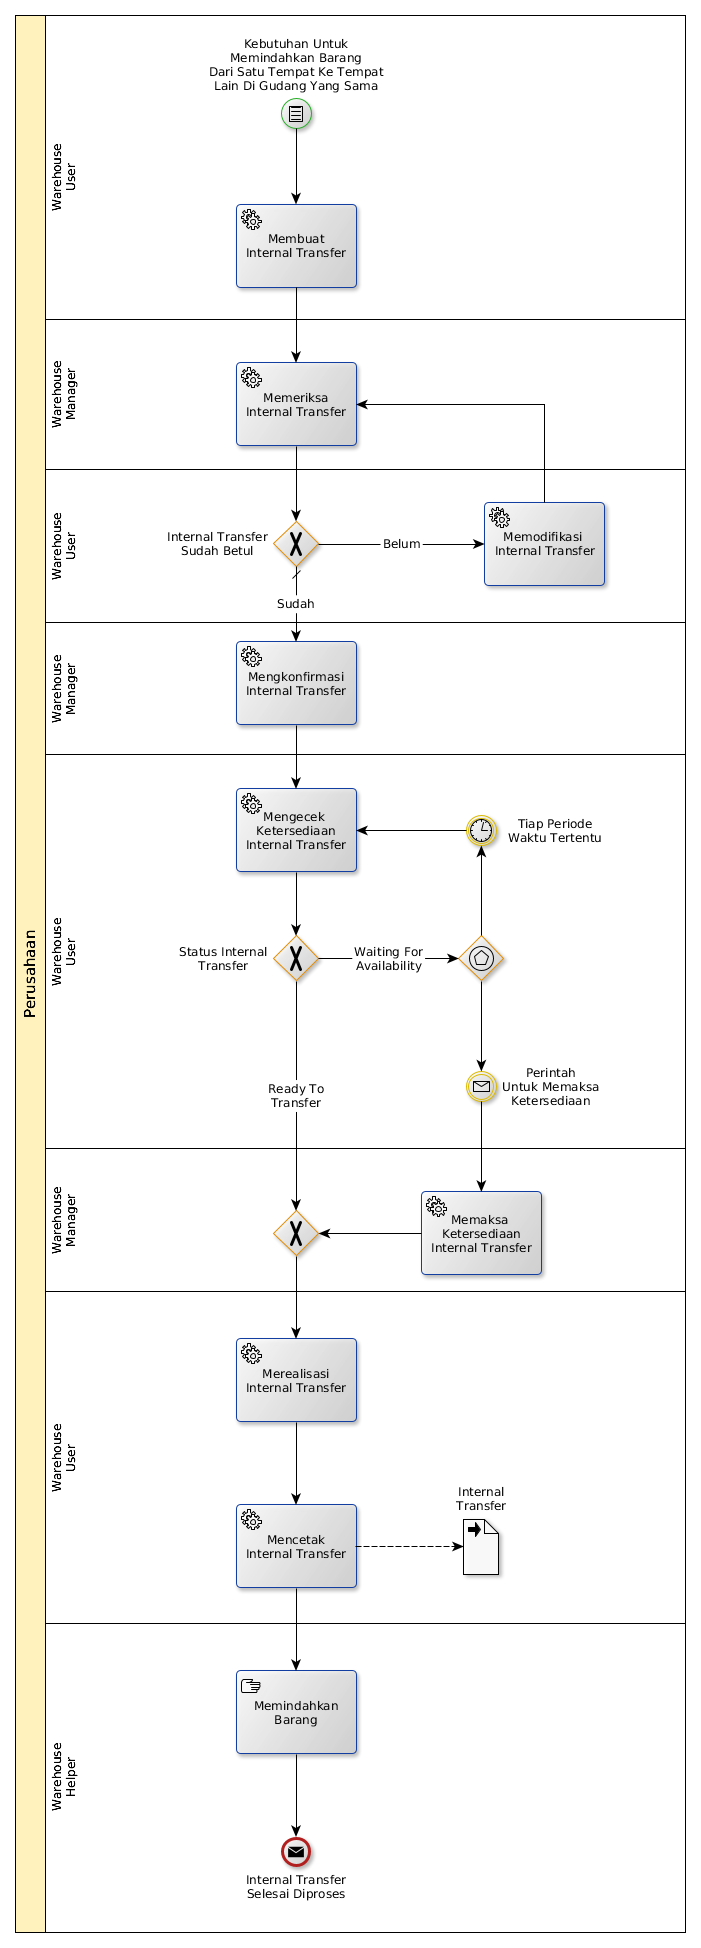 Perusahaan
Warehouse
User
Kebutuhan Untuk
Memindahkan Barang
Dari Satu Tempat Ke Tempat
Lain Di Gudang Yang Sama
Membuat
Internal Transfer
Warehouse
Manager
Memeriksa
Internal Transfer
Warehouse
User
Internal Transfer
Sudah Betul
Belum
Memodifikasi
Internal Transfer
Sudah
Warehouse
Manager
Mengkonfirmasi
Internal Transfer
Warehouse
User
Mengecek
Ketersediaan
Internal Transfer
Tiap Periode
Waktu Tertentu
Status Internal
Transfer
Waiting For
Availability
Ready To
Transfer
Perintah
Untuk Memaksa
Ketersediaan
Warehouse
Manager
Memaksa
Ketersediaan
Internal Transfer
Warehouse
User
Merealisasi
Internal Transfer
Mencetak
Internal Transfer
Internal
Transfer
Warehouse
Helper
Memindahkan
Barang
Internal Transfer
Selesai Diproses